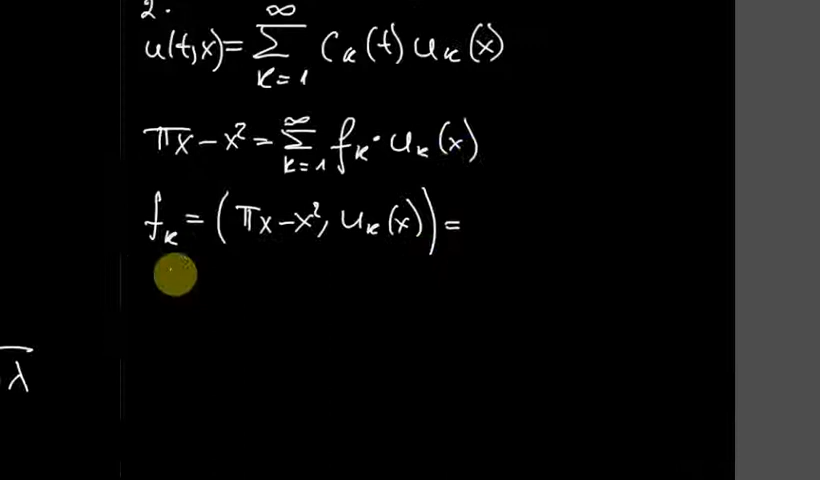 2.
u(t,x)= ∑_{k=1}^{∞} C_k(t) u_k(x)
πx-x² = ∑_{k=1}^{∞} f_k · u_k(x)
f_k = (πx-x², u_k(x)) =
λ